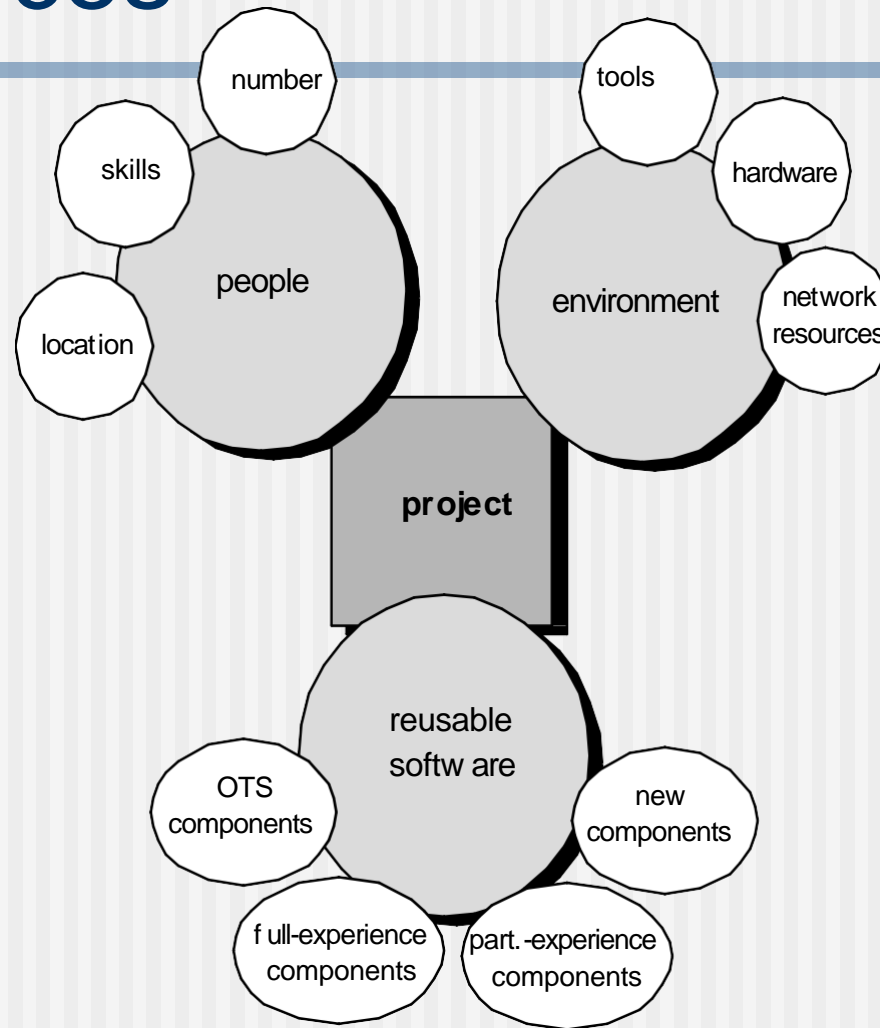 number
skills
location
people
tools
hardware
network
resources
environment
project
reusable
software
OTS
components
full-experience
components
part.-experience
components
new
components